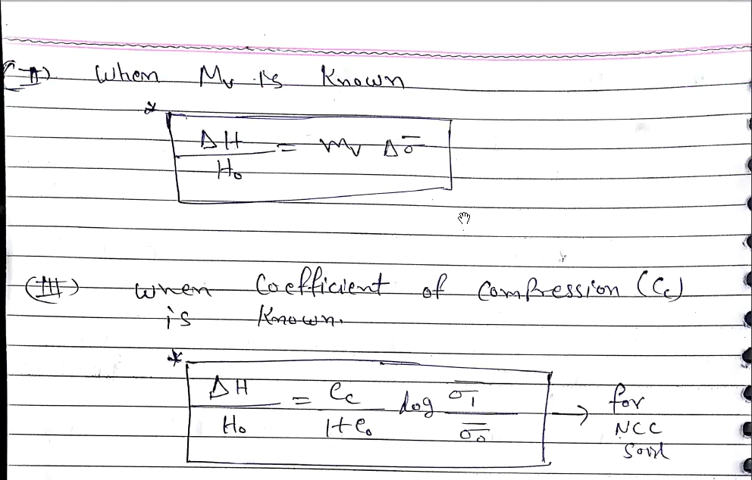 (II) When Mv is Known
* ΔH/H₀ = mv Δσ̄
(III) when Coefficient of Compression (Cc)
is Known.
* ΔH/H₀ = Cc/1+e₀ log σ̄₁/σ̄₀ → for
NCC
Soil